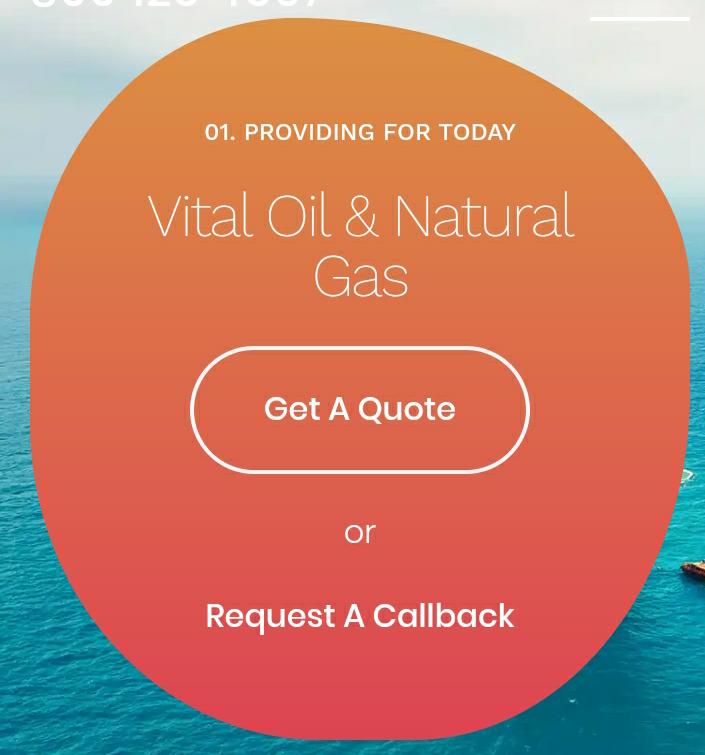 01. PROVIDING FOR TODAY
Vital Oil & Natural
Gas
Get A Quote
or
Request A Callback